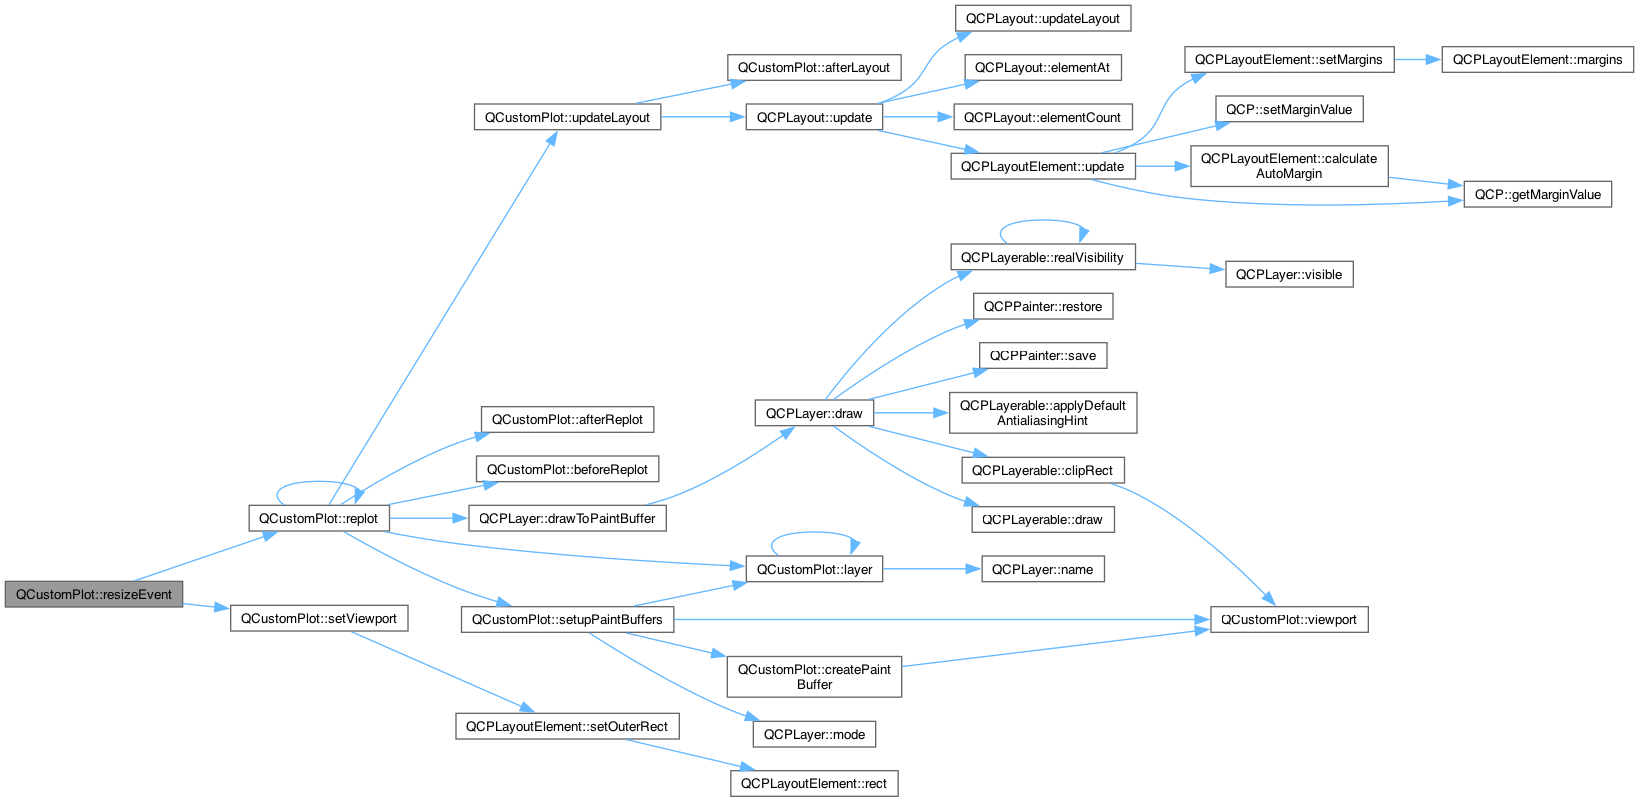 QCPLayout::updateLayout
QCustomPlot::afterLayout
QCPLayout::elementAt
QCPLayoutElement::setMargins
QCPLayoutElement::margins
QCustomPlot::updateLayout
QCPLayout::update
QCPLayout::elementCount
QCP::setMarginValue
QCPLayoutElement::update
QCPLayoutElement::calculate
AutoMargin
QCP::getMarginValue
QCPLayerable::realVisibility
QCPLayer::visible
QCPPainter::restore
QCPPainter::save
QCPLayer::draw
QCPLayerable::applyDefault
AntialiasingHint
QCustomPlot::afterReplot
QCustomPlot::beforeReplot
QCPLayerable::clipRect
QCustomPlot::replot
QCPLayer::drawToPaintBuffer
QCPLayerable::draw
QCustomPlot::layer
QCPLayer::name
QCustomPlot::resizeEvent
QCustomPlot::setViewport
QCustomPlot::setupPaintBuffers
QCustomPlot::viewport
QCustomPlot::createPaint
Buffer
QCPLayoutElement::setOuterRect
QCPLayer::mode
QCPLayoutElement::rect